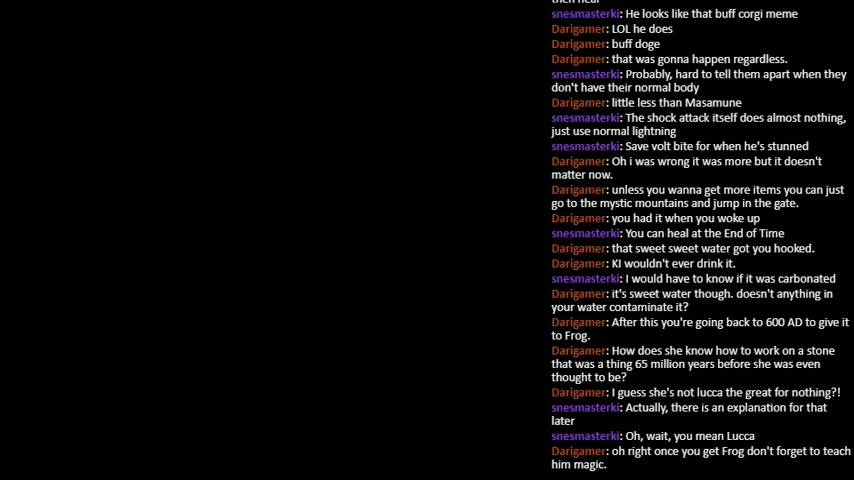 then heal
snesmasterki: He looks like that buff corgi meme
Darigamer: LOL he does
Darigamer: buff doge
Darigamer: that was gonna happen regardless.
snesmasterki: Probably, hard to tell them apart when they
don't have their normal body
Darigamer: little less than Masamune
snesmasterki: The shock attack itself does almost nothing,
just use normal lightning
snesmasterki: Save volt bite for when he's stunned
Darigamer: Oh i was wrong it was more but it doesn't
matter now.
Darigamer: unless you wanna get more items you can just
go to the mystic mountains and jump in the gate.
Darigamer: you had it when you woke up
snesmasterki: You can heal at the End of Time
Darigamer: that sweet sweet water got you hooked.
Darigamer: KI wouldn't ever drink it.
snesmasterki: I would have to know if it was carbonated
Darigamer: it's sweet water though. doesn't anything in
your water contaminate it?
Darigamer: After this you're going back to 600 AD to give it
to Frog.
Darigamer: How does she know how to work on a stone
that was a thing 65 million years before she was even
thought to be?
Darigamer: I guess she's not lucca the great for nothing?!
snesmasterki: Actually, there is an explanation for that
later
snesmasterki: Oh, wait, you mean Lucca
Darigamer: oh right once you get Frog don't forget to teach
him magic.